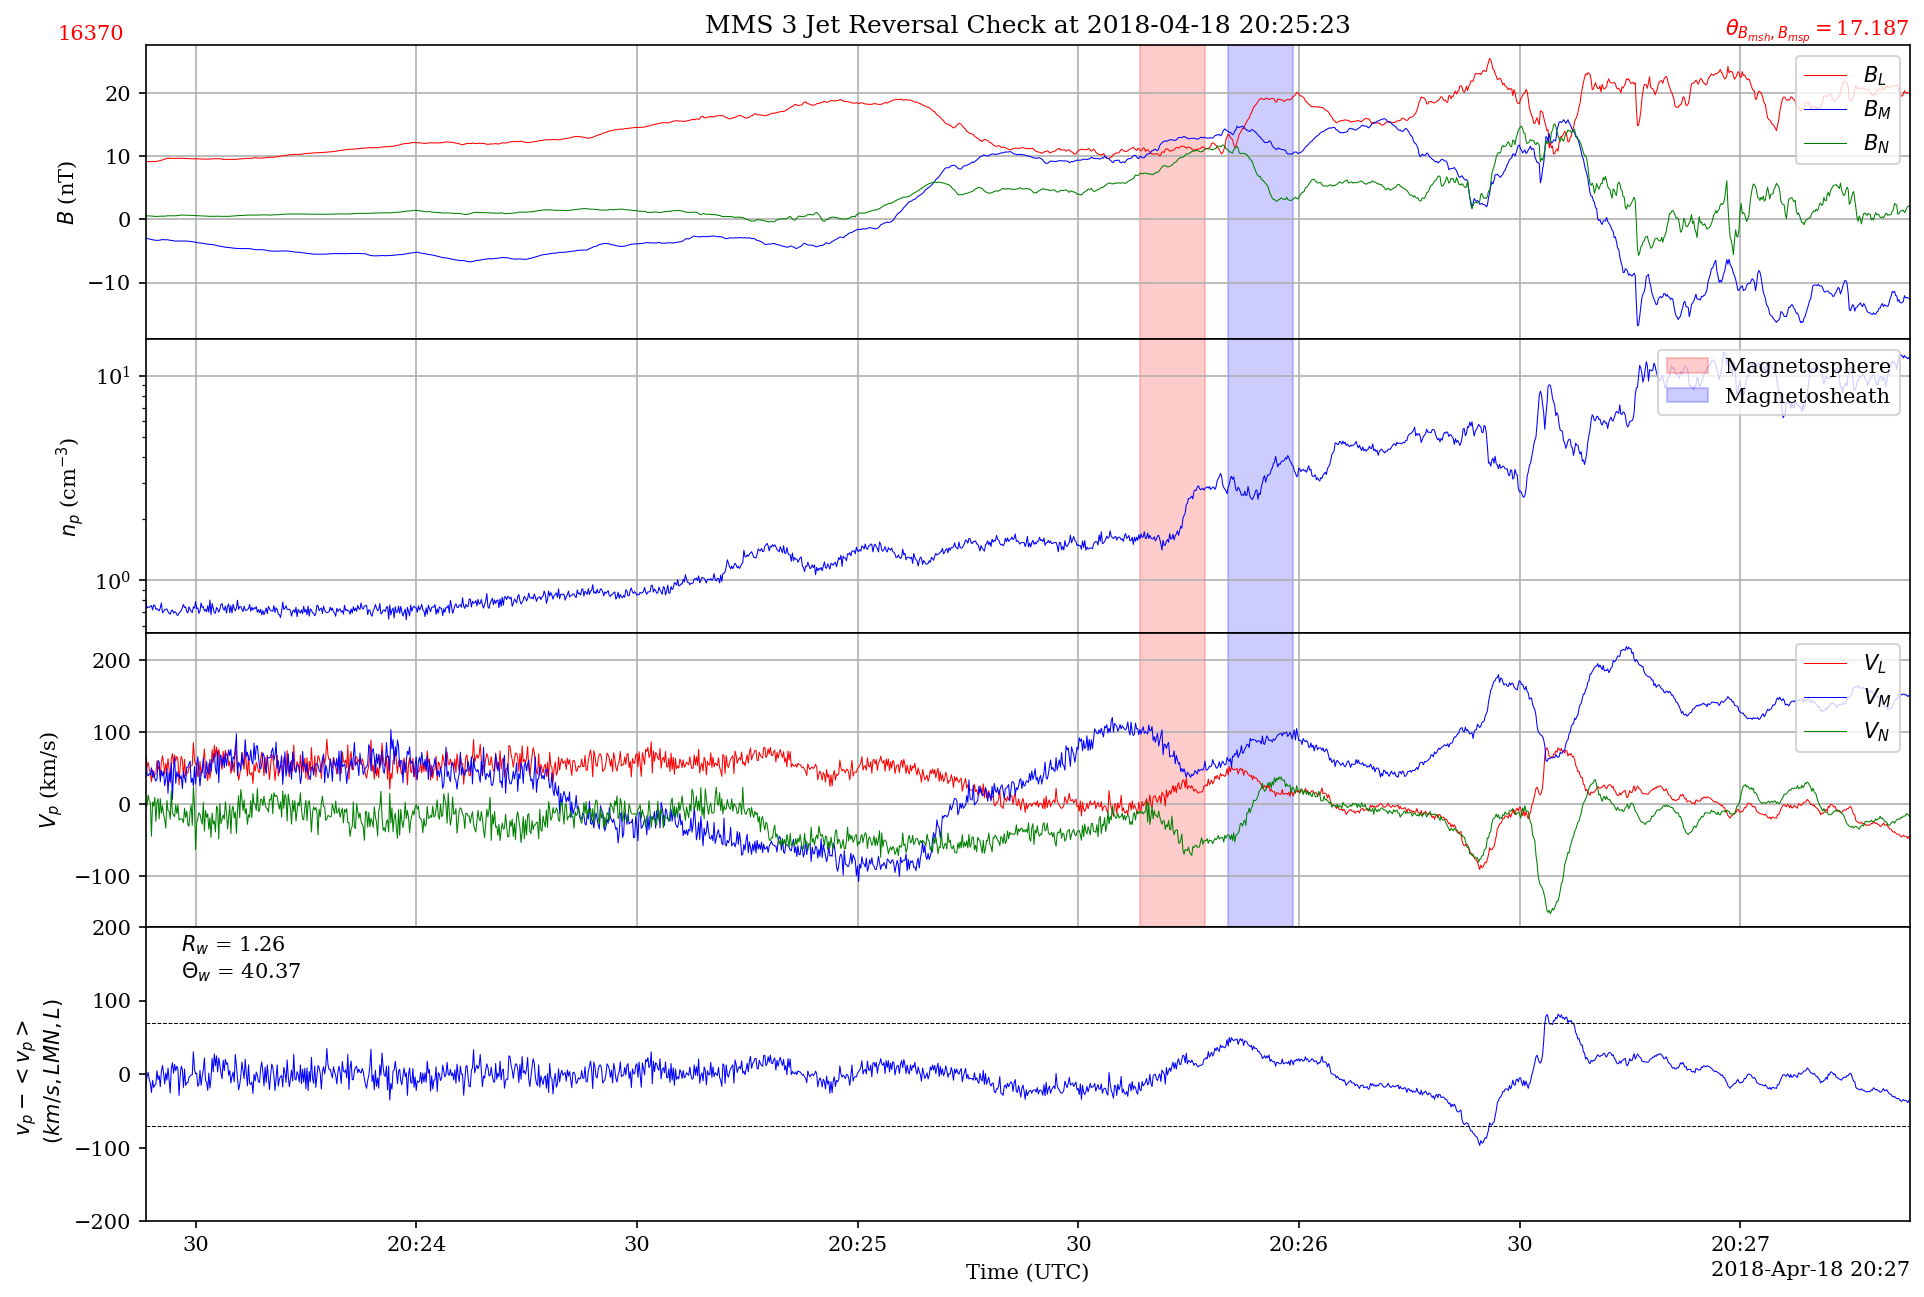 16370
MMS 3 Jet Reversal Check at 2018-04-18 20:25:23
θ_{B_{msh}, B_{msp}} = 17.187
B (nT)
20
10
0
−10
B_L
B_M
B_N
n_p (cm^{−3})
10^1
10^0
Magnetosphere
Magnetosheath
V_p (km/s)
200
100
0
−100
V_L
V_M
V_N
v_p − < v_p >
(km/s, LMN, L)
200
100
0
−100
−200
R_w = 1.26
Θ_w = 40.37
30
20:24
30
20:25
30
20:26
30
20:27
Time (UTC)
2018-Apr-18 20:27